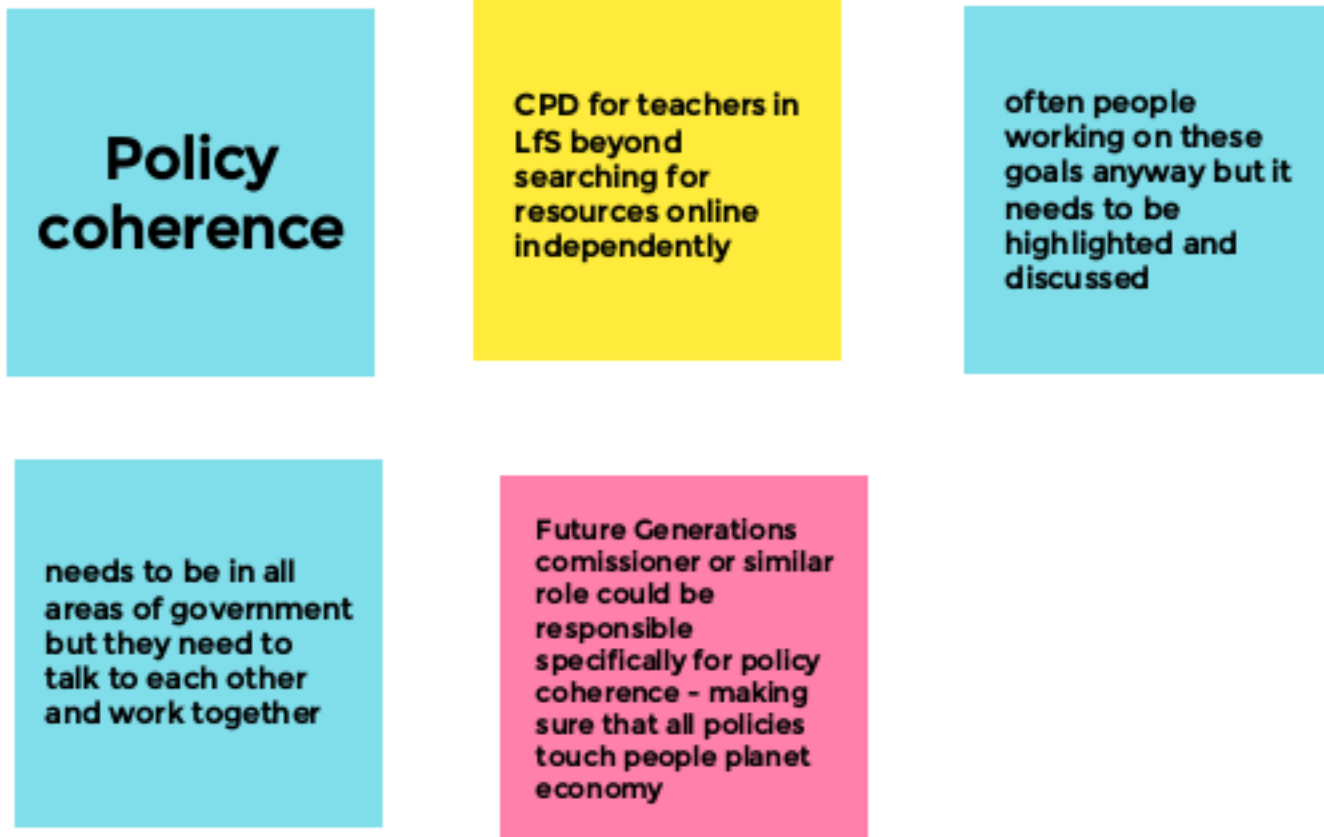 Policy
coherence
CPD for teachers in
LfS beyond
searching for
resources online
independently
often people
working on these
goals anyway but it
needs to be
highlighted and
discussed
needs to be in all
areas of government
but they need to
talk to each other
and work together
Future Generations
comissioner or similar
role could be
responsible
specifically for policy
coherence - making
sure that all policies
touch people planet
economy